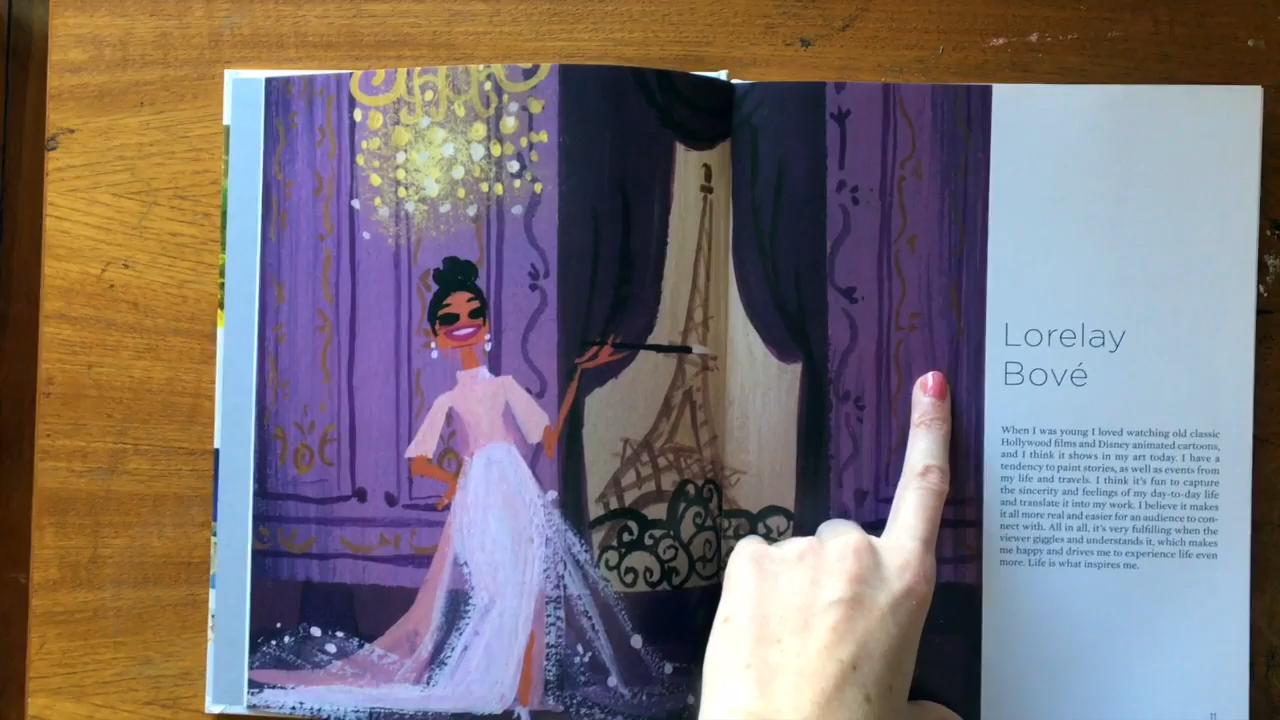 Lorelay
Bové
When I was young I loved watching old classic
Hollywood films and Disney animated cartoons,
and I think it shows in my art today. I have a
tendency to paint stories, as well as events from
my life and travels. I think it's fun to capture
the sincerity and feelings of my day-to-day life
and translate it into my work. I believe it makes
it all more real and easier for an audience to con-
nect with. All in all, it's very fulfilling when the
viewer giggles and understands it, which makes
me happy and drives me to experience life even
more. Life is what inspires me.
11